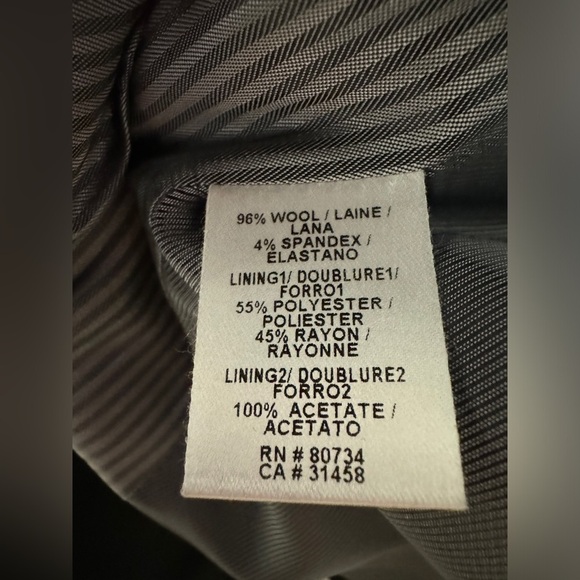 96% WOOL / LAINE /
LANA
4% SPANDEX /
ELASTANO
LINING1/ DOUBLURE1/
FORRO1
55% POLYESTER /
POLIESTER
45% RAYON /
RAYONNE
LINING2/ DOUBLURE2
FORRO2
100% ACETATE /
ACETATO
RN # 80734
CA # 31458